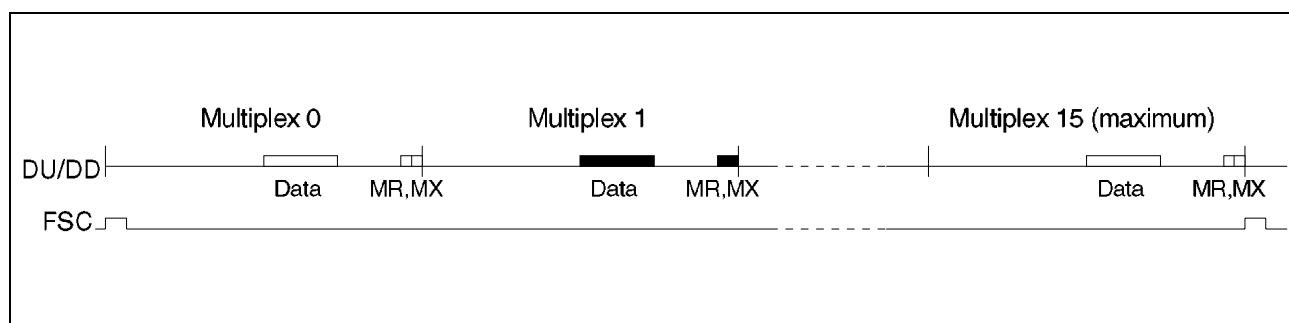 Multiplex 0 Multiplex 1 Multiplex 15 (maximum)
DU/DD
Data MR,MX Data MR,MX Data MR,MX
FSC